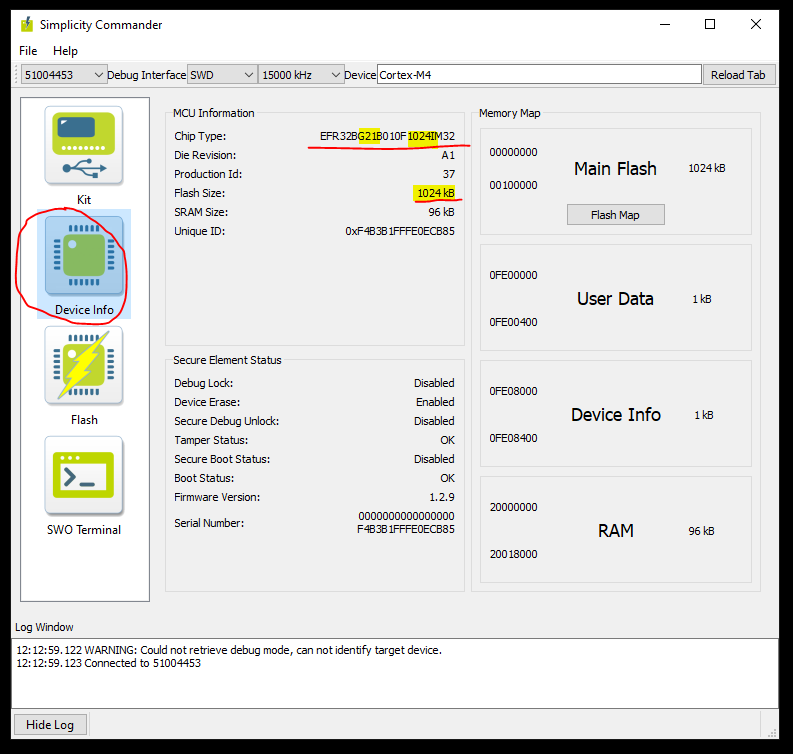 Simplicity Commander
File Help
51004453 Debug Interface SWD 15000 kHz Device Cortex-M4 Reload Tab
Kit
Device Info
Flash
SWO Terminal
MCU Information
Chip Type: EFR32BG21B010F1024IM32
Die Revision: A1
Production Id: 37
Flash Size: 1024 kB
SRAM Size: 96 kB
Unique ID: 0xF4B3B1FFFE0ECB85
Secure Element Status
Debug Lock: Disabled
Device Erase: Enabled
Secure Debug Unlock: Disabled
Tamper Status: OK
Secure Boot Status: Disabled
Boot Status: OK
Firmware Version: 1.2.9
Serial Number: 0000000000000000
F4B3B1FFFE0ECB85
Memory Map
00000000
Main Flash 1024 kB
00100000
Flash Map
0FE00000
User Data 1 kB
0FE00400
0FE08000
Device Info 1 kB
0FE08400
20000000
RAM 96 kB
20018000
Log Window
12:12:59.122 WARNING: Could not retrieve debug mode, can not identify target device.
12:12:59.123 Connected to 51004453
Hide Log